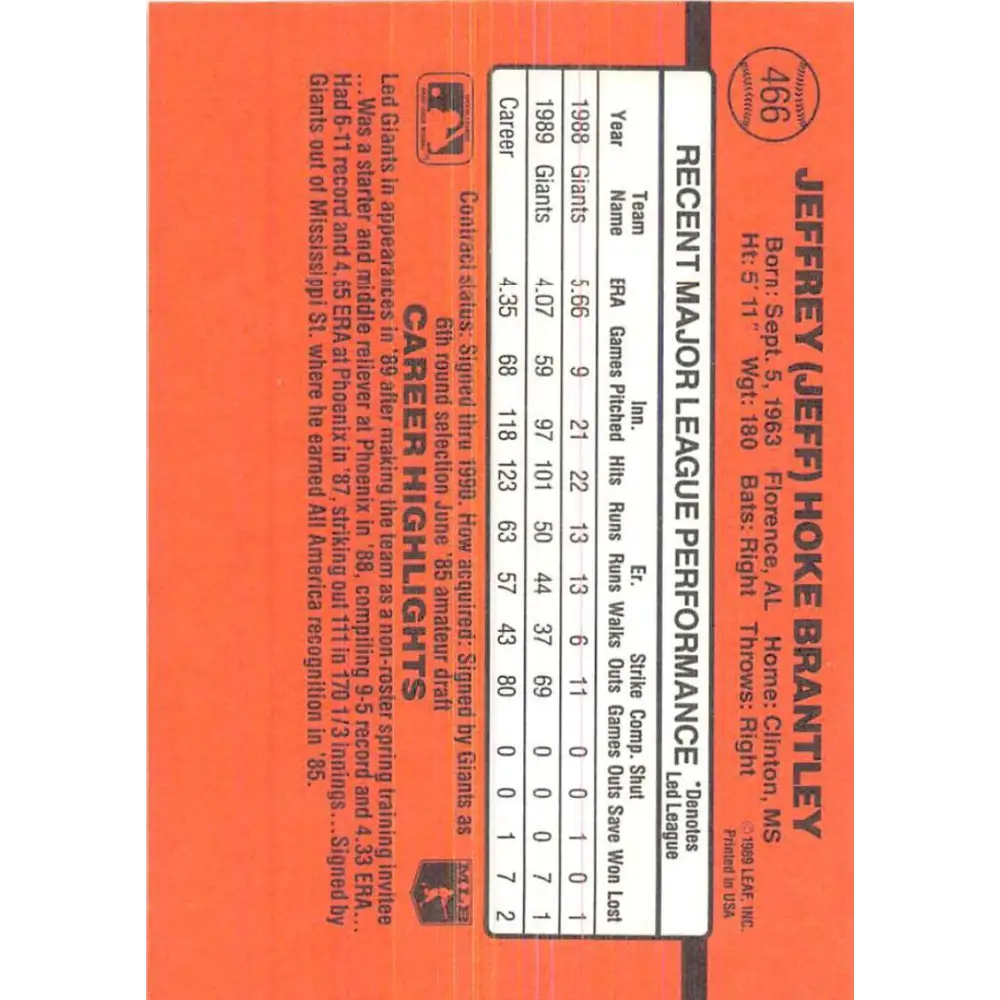 466
JEFFREY (JEFF) HOKE BRANTLEY
Born: Sept. 5, 1963 Florence, AL Home: Clinton, MS
Ht: 5' 11" Wgt: 180 Bats: Right Throws: Right
© 1989 LEAF, INC.
Printed in USA
RECENT MAJOR LEAGUE PERFORMANCE *Denotes
Led League
Team Inn. Er. Strike Comp. Shut
Year Name ERA Games Pitched Hits Runs Runs Walks Outs Games Outs Save Won Lost
1988 Giants 5.66 9 21 22 13 13 6 11 0 0 1 0 1
1989 Giants 4.07 59 97 101 50 44 37 69 0 0 0 7 1
Career 4.35 68 118 123 63 57 43 80 0 0 1 7 2
Contract status: Signed thru 1990. How acquired: Signed by Giants as
6th round selection June '85 amateur draft
MLB
CAREER HIGHLIGHTS
Led Giants in appearances in '89 after making the team as a non-roster spring training invitee
...Was a starter and middle reliever at Phoenix in '88, compiling 9-5 record and 4.33 ERA...
Had 6-11 record and 4.65 ERA at Phoenix in '87, striking out 111 in 170 1/3 innings...Signed by
Giants out of Mississippi St. where he earned All America recognition in '85.